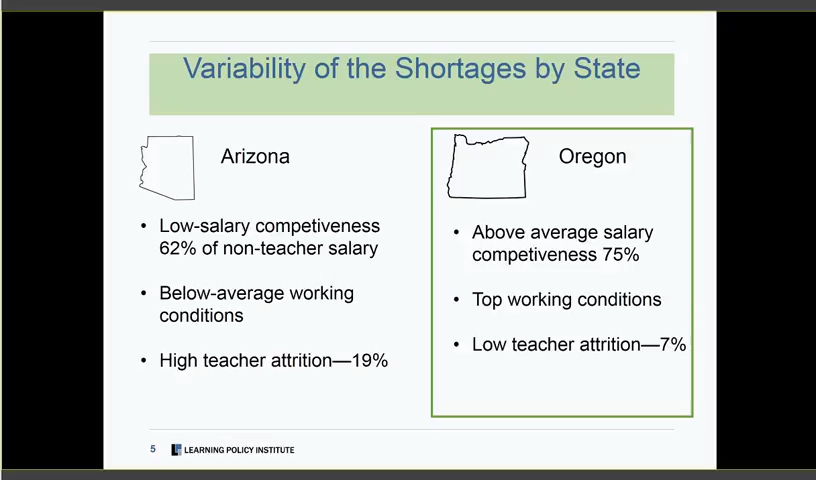 Variability of the Shortages by State
Arizona
• Low-salary competiveness
62% of non-teacher salary
• Below-average working
conditions
• High teacher attrition—19%
Oregon
• Above average salary
competiveness 75%
• Top working conditions
• Low teacher attrition—7%
5
LEARNING POLICY INSTITUTE